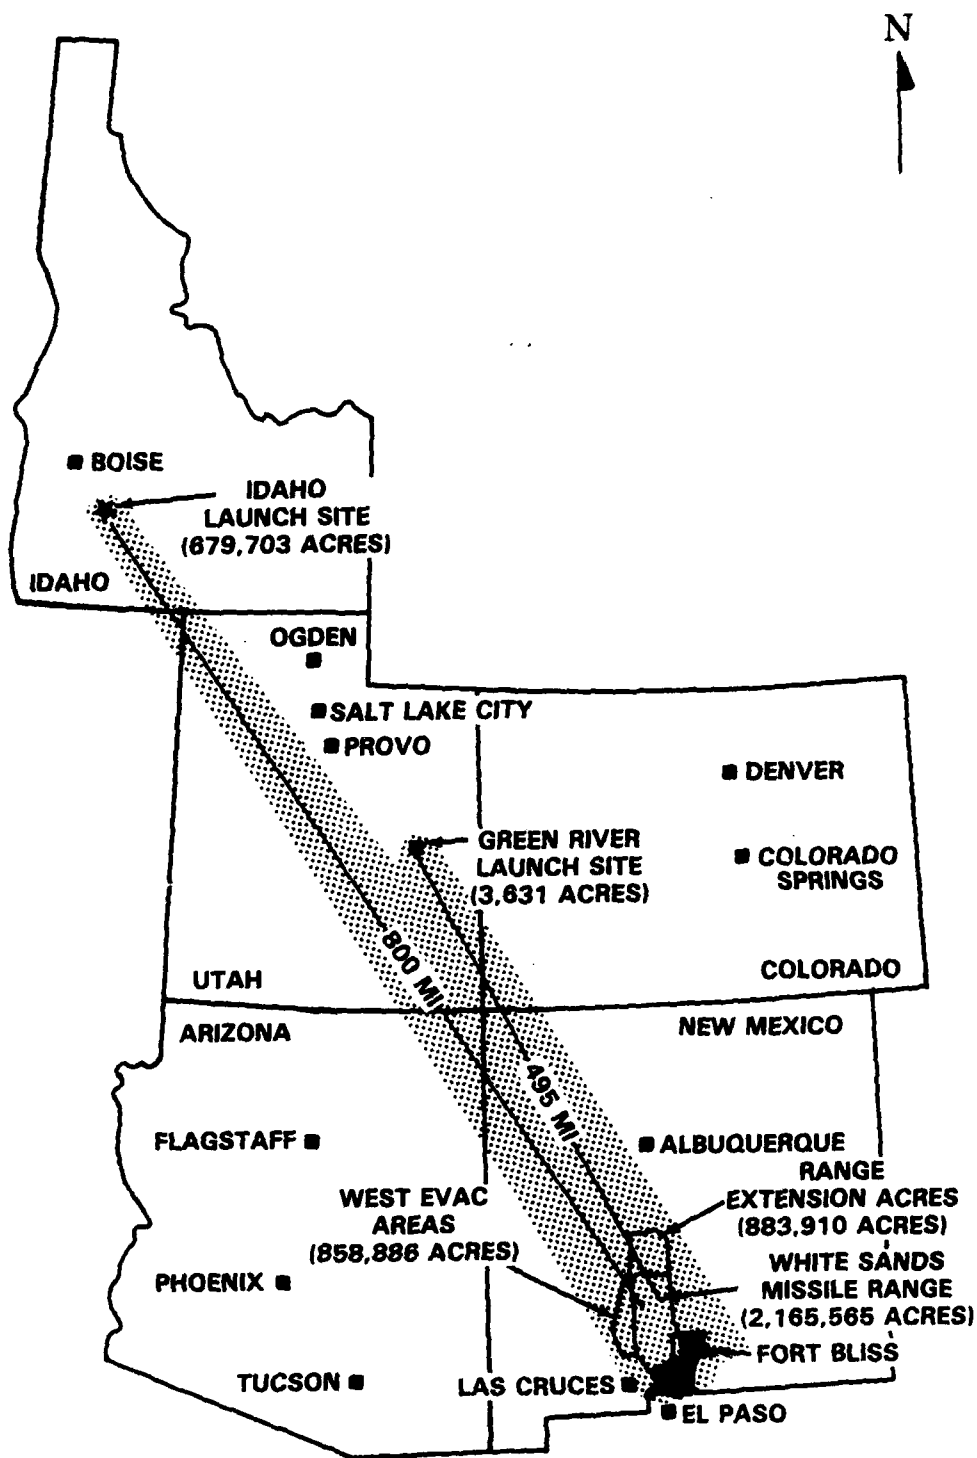 N
BOISE
IDAHO
LAUNCH SITE
(679,703 ACRES)
IDAHO
OGDEN
SALT LAKE CITY
PROVO
DENVER
GREEN RIVER
LAUNCH SITE
(3,631 ACRES)
COLORADO
SPRINGS
800 MI
UTAH
COLORADO
ARIZONA
NEW MEXICO
495 MI
FLAGSTAFF
ALBUQUERQUE
RANGE
EXTENSION ACRES
(883,910 ACRES)
WEST EVAC
AREAS
(858,886 ACRES)
WHITE SANDS
MISSILE RANGE
(2,165,565 ACRES)
PHOENIX
FORT BLISS
TUCSON
LAS CRUCES
EL PASO